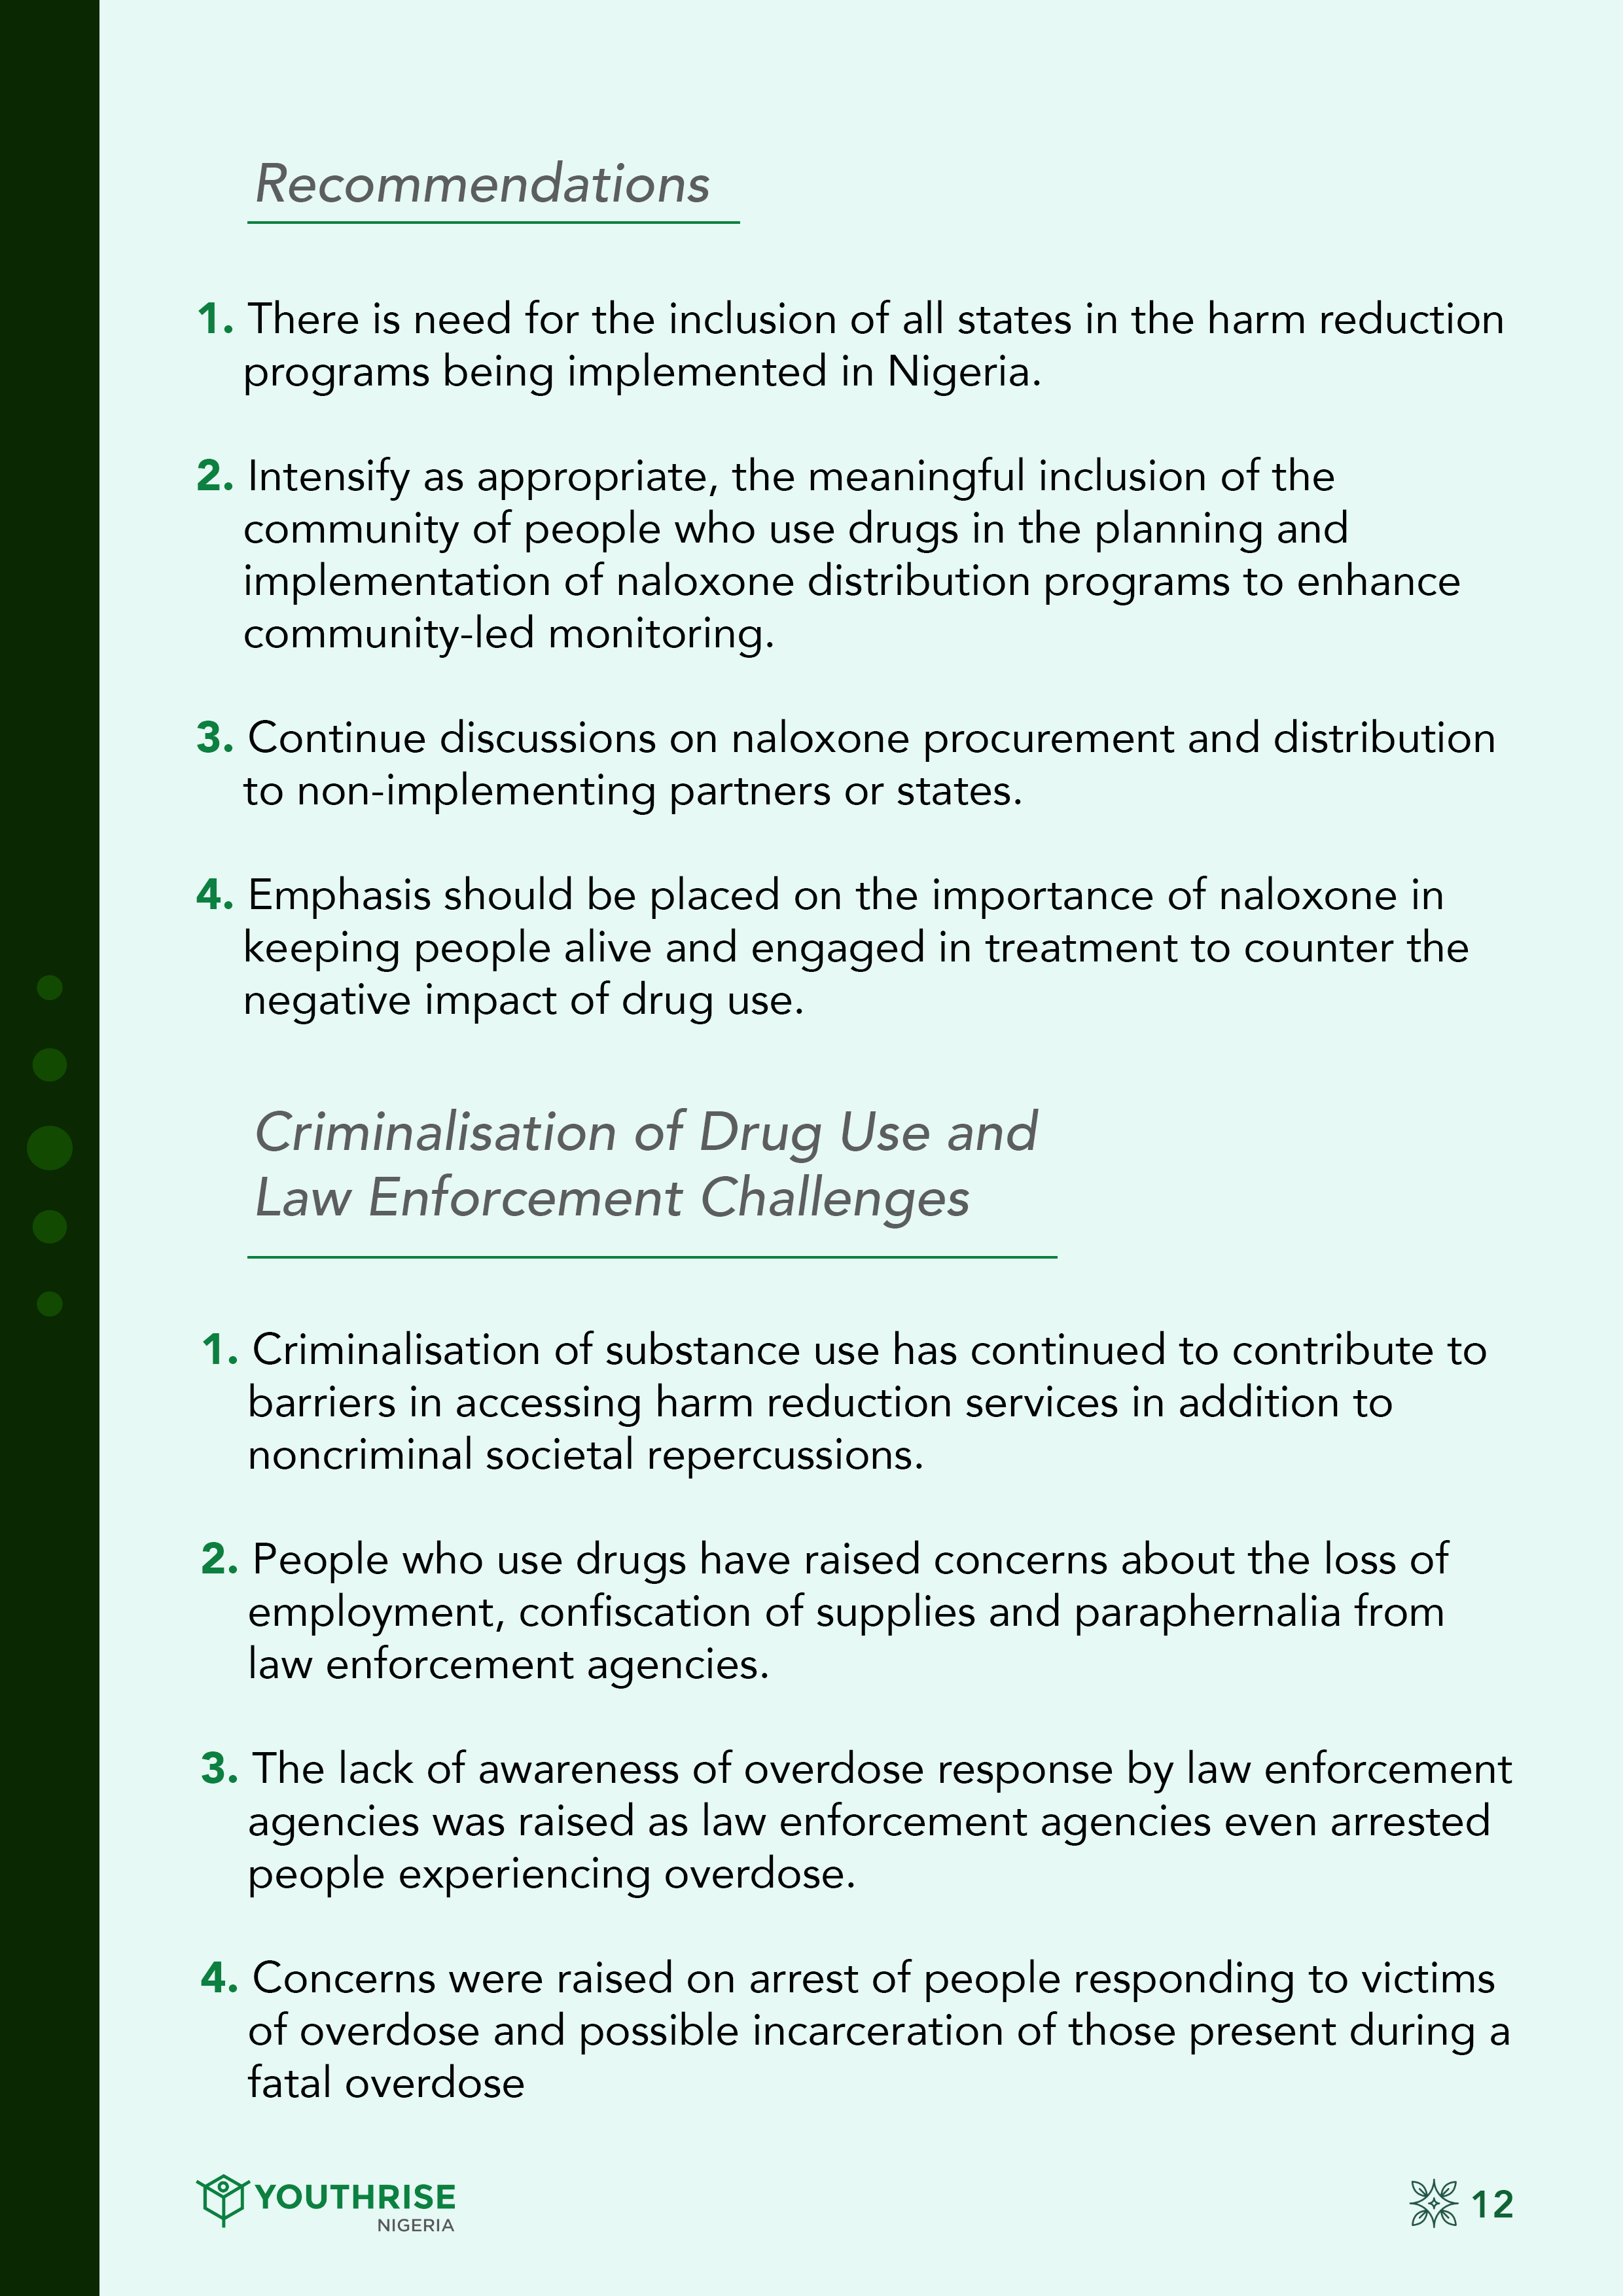 Recommendations
1. There is need for the inclusion of all states in the harm reduction
programs being implemented in Nigeria.
2. Intensify as appropriate, the meaningful inclusion of the
community of people who use drugs in the planning and
implementation of naloxone distribution programs to enhance
community-led monitoring.
3. Continue discussions on naloxone procurement and distribution
to non-implementing partners or states.
4. Emphasis should be placed on the importance of naloxone in
keeping people alive and engaged in treatment to counter the
negative impact of drug use.
Criminalisation of Drug Use and
Law Enforcement Challenges
1. Criminalisation of substance use has continued to contribute to
barriers in accessing harm reduction services in addition to
noncriminal societal repercussions.
2. People who use drugs have raised concerns about the loss of
employment, confiscation of supplies and paraphernalia from
law enforcement agencies.
3. The lack of awareness of overdose response by law enforcement
agencies was raised as law enforcement agencies even arrested
people experiencing overdose.
4. Concerns were raised on arrest of people responding to victims
of overdose and possible incarceration of those present during a
fatal overdose
YOUTHRISE
NIGERIA
12